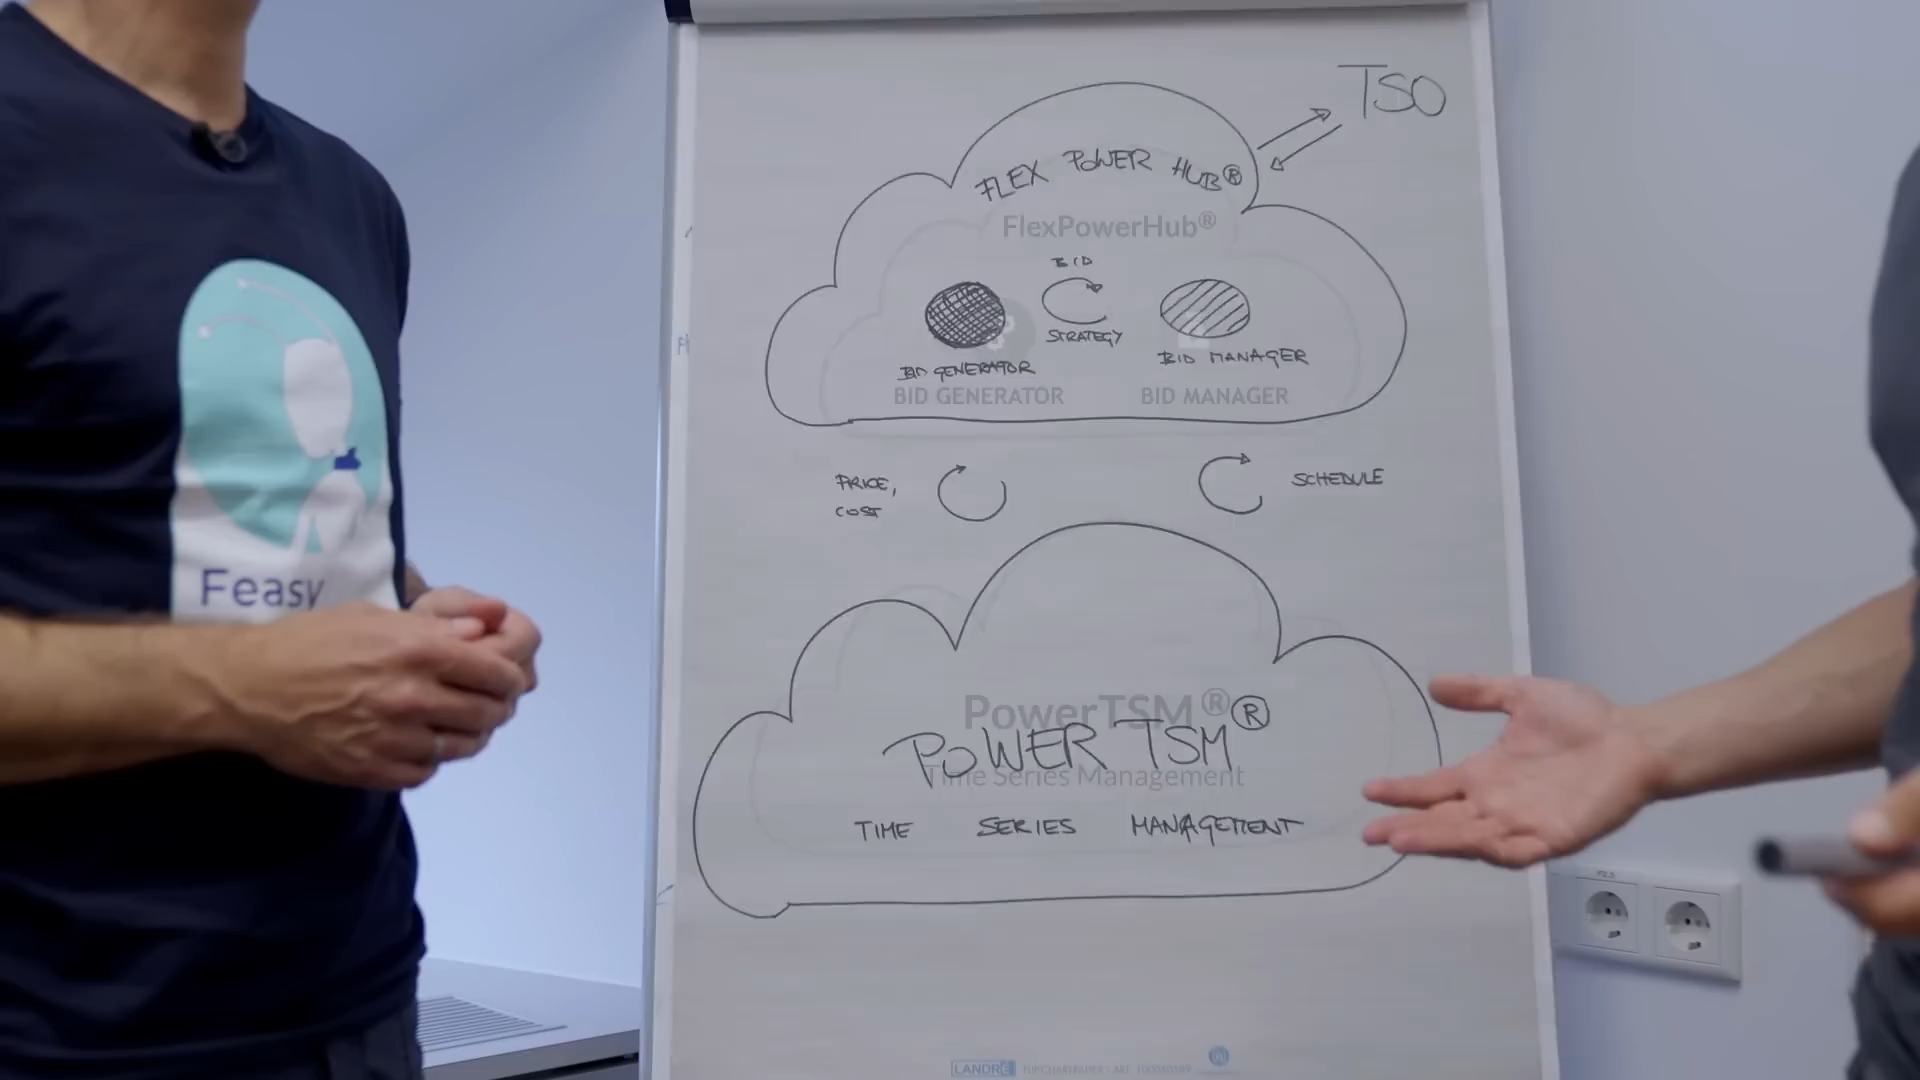 TSO
FLEX POWER HUB®
FlexPowerHub®
BID
STRATEGY
BID GENERATOR
BID MANAGER
BID GENERATOR
BID MANAGER
PRICE,
COST
SCHEDULE
PowerTSM®
POWER TSM®
Time Series Management
TIME SERIES MANAGEMENT
Feasy
LANDRÉ